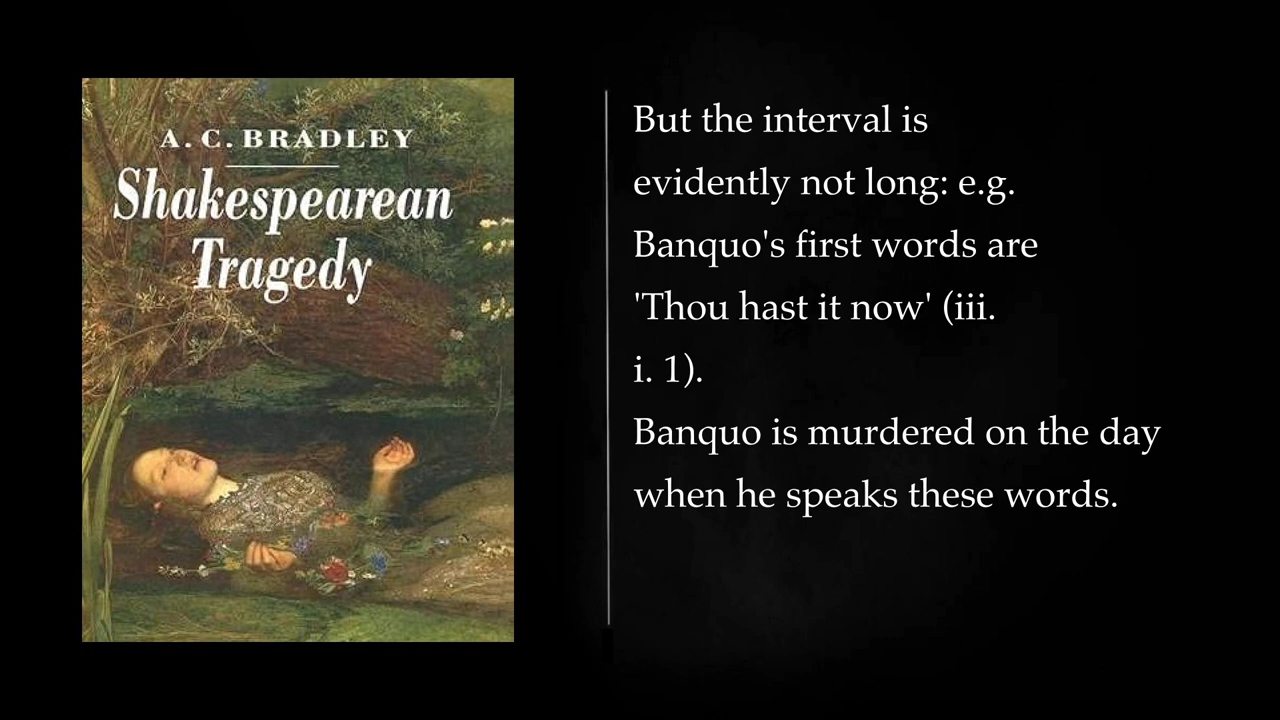 A. C. BRADLEY
Shakespearean
Tragedy
But the interval is
evidently not long: e.g.
Banquo's first words are
'Thou hast it now' (iii.
i. 1).
Banquo is murdered on the day
when he speaks these words.